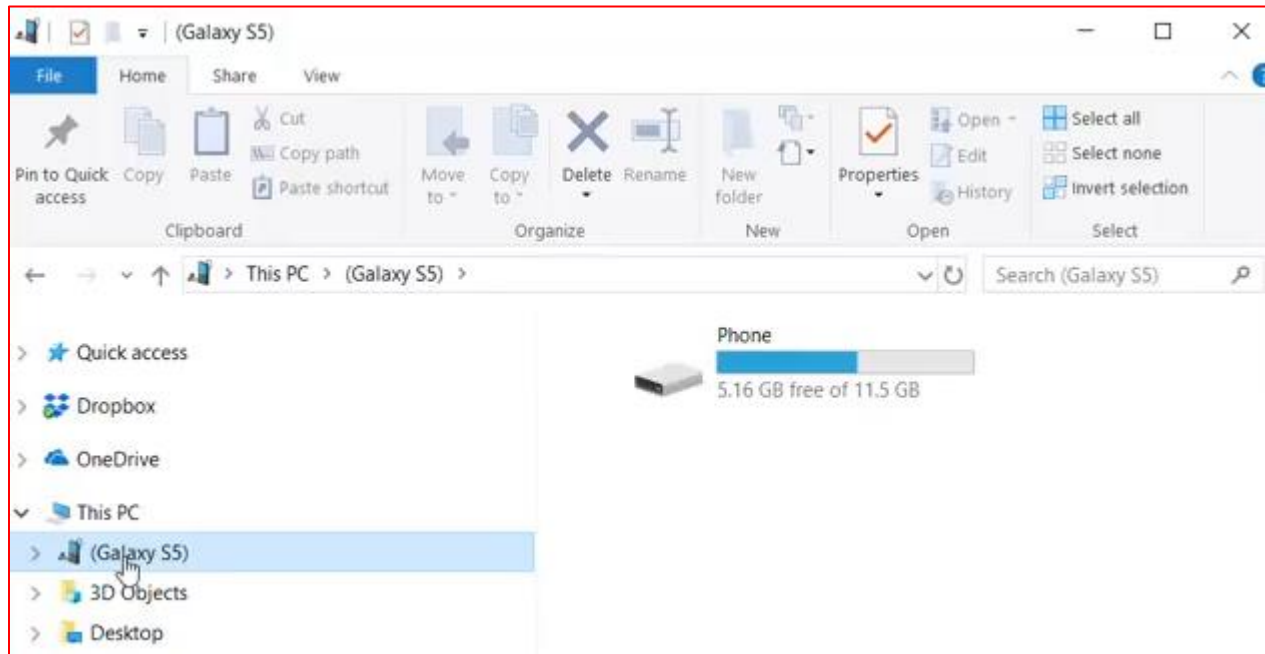 (Galaxy S5)
File Home Share View
Pin to Quick access
Copy
Paste
Cut
Copy path
Paste shortcut
Move to
Copy to
Delete
Rename
New folder
Properties
Open
Edit
History
Select all
Select none
Invert selection
Clipboard Organize New Open Select
This PC > (Galaxy S5) >
Search (Galaxy S5)
Quick access
Dropbox
OneDrive
This PC
(Galaxy S5)
3D Objects
Desktop
Phone
5.16 GB free of 11.5 GB